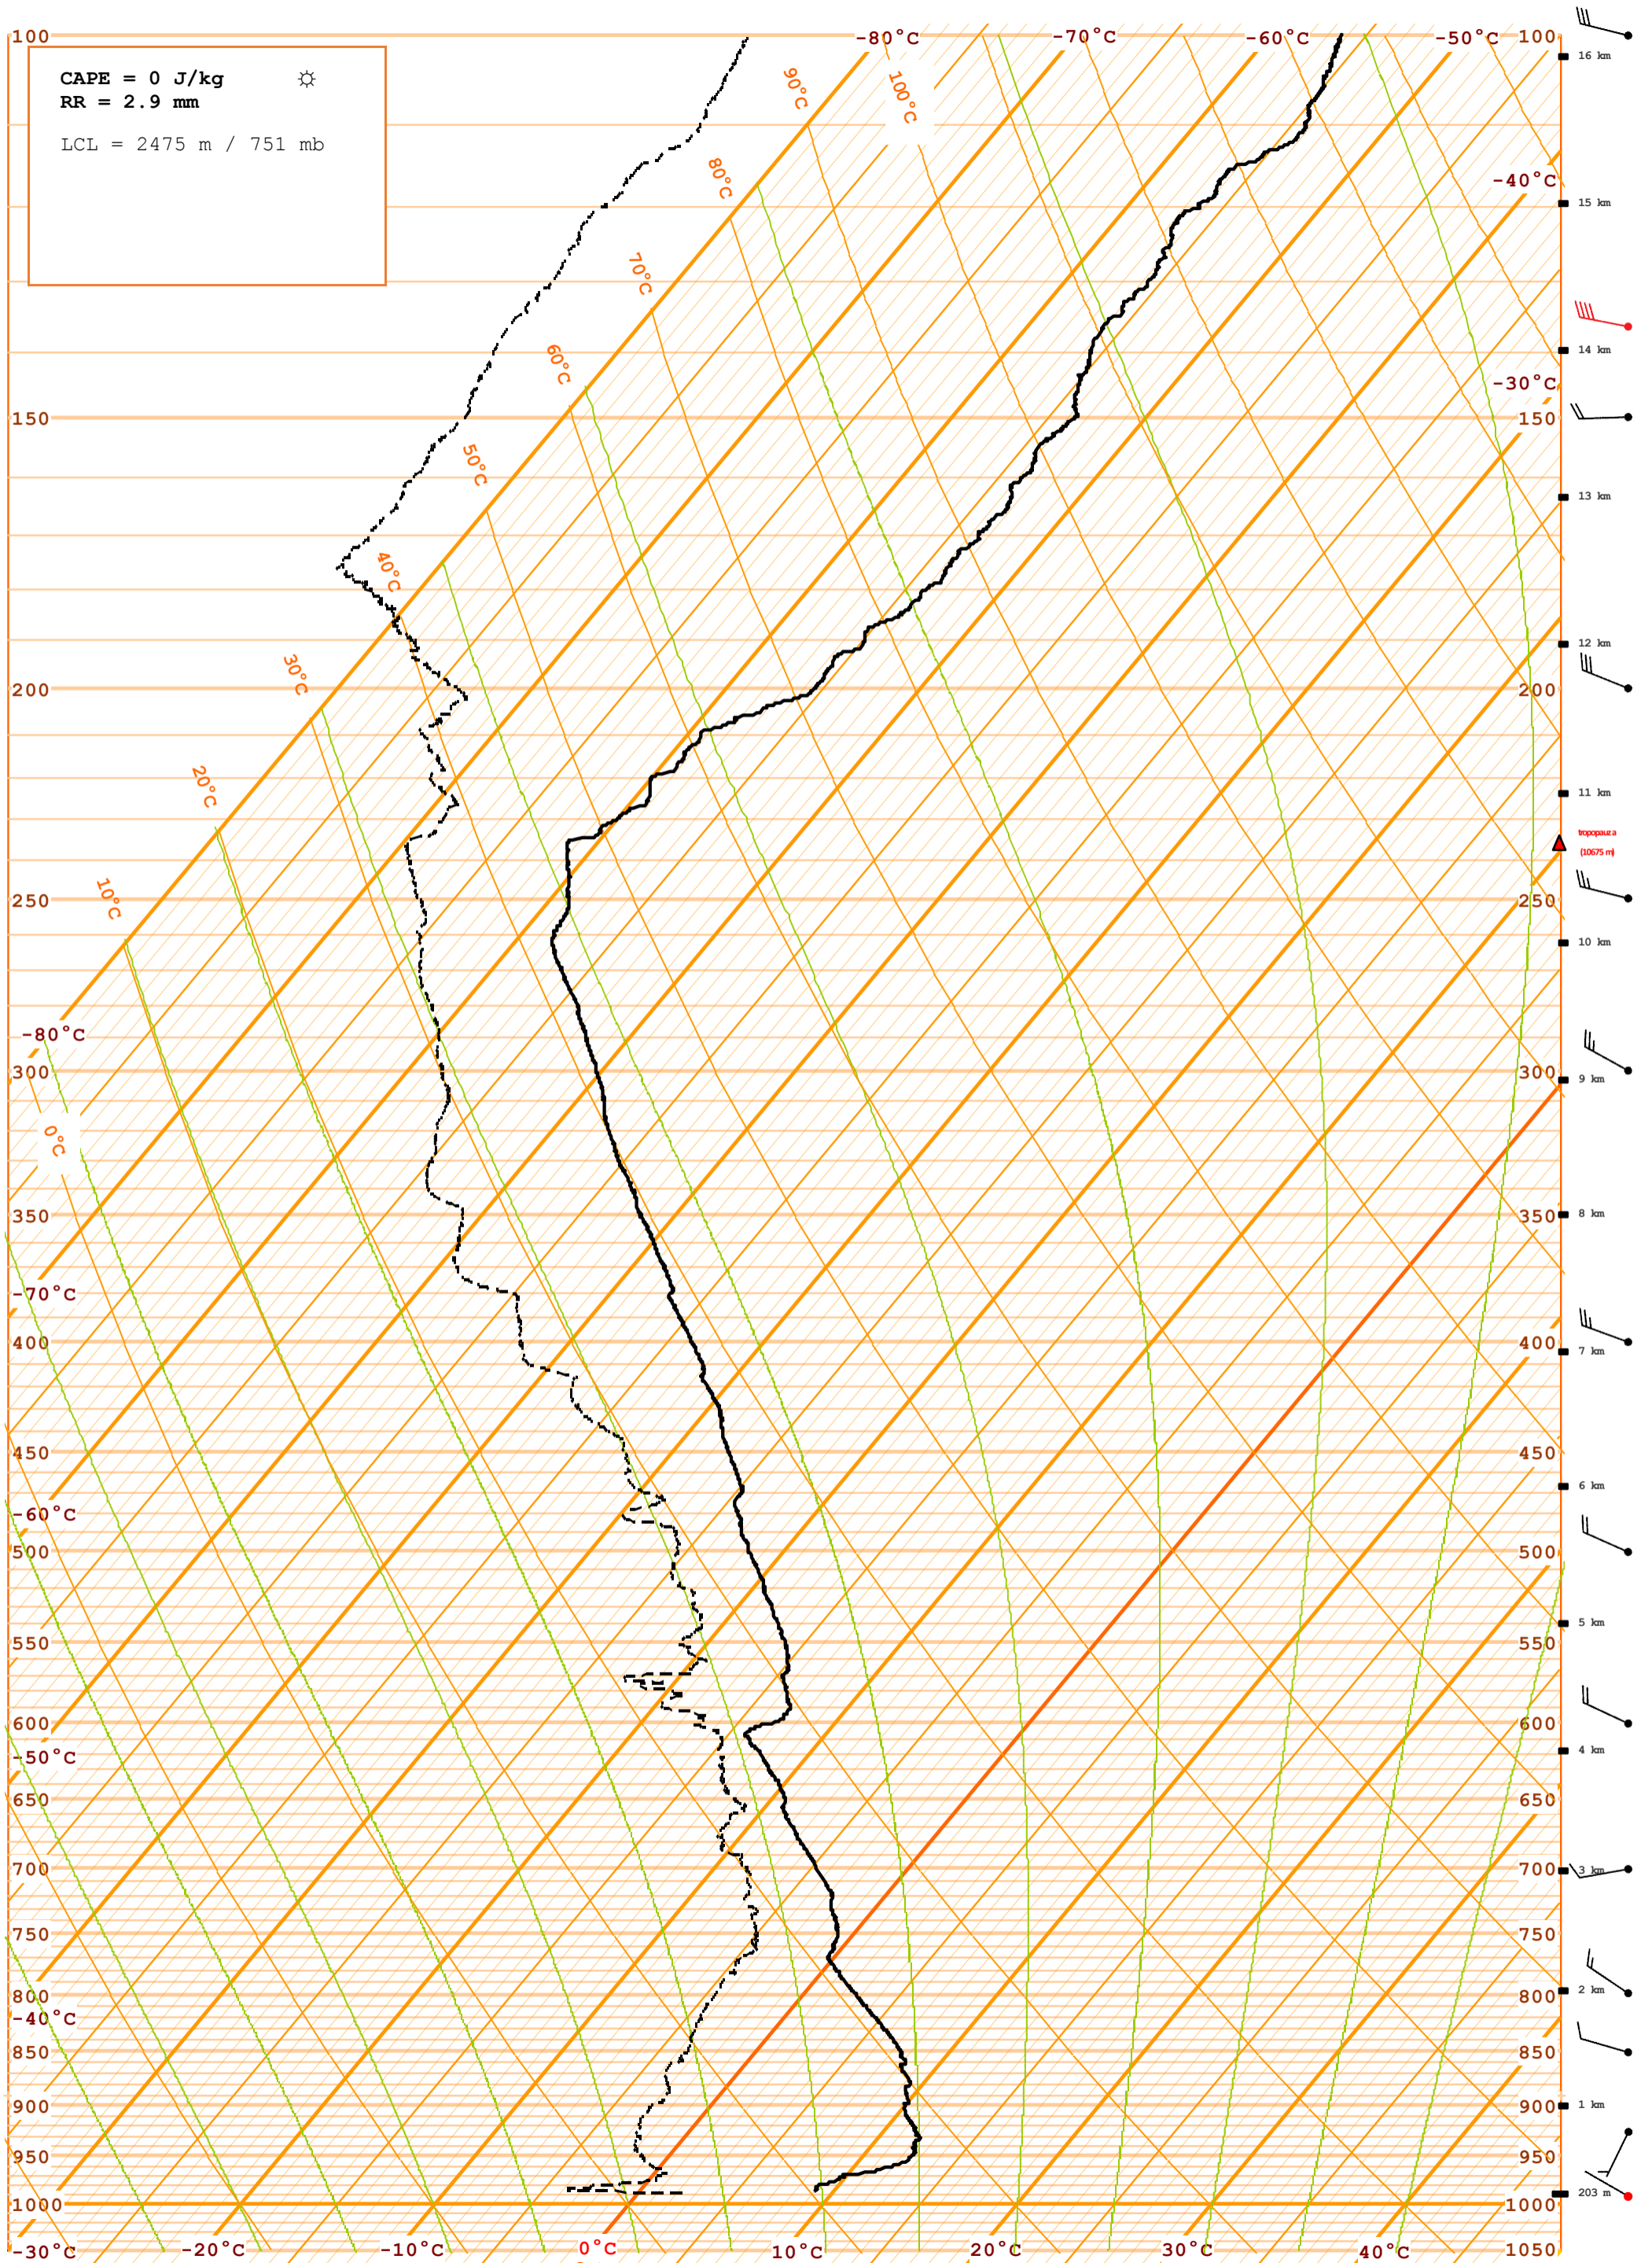 100 -80°C -70°C -60°C -50°C 100
16 km
CAPE = 0 J/kg ☼
RR = 2.9 mm
LCL = 2475 m / 751 mb
90°C 100°C
80°C -40°C
15 km
70°C
14 km
60°C -30°C
150 150
50°C
13 km
40°C
12 km
30°C
200 200
20°C 11 km
tropopauza
(10675 m)
10°C 250 250
10 km
-80°C
300 300
9 km
0°C
350 350 8 km
-70°C
400 400
7 km
450 450
6 km
-60°C
500 500
5 km
550 550
600 600
-50°C 4 km
650 650
700 700 3 km
750 750
800 800 2 km
-40°C
850 850
900 900 1 km
950 950
203 m
1000 1000
-30°C -20°C -10°C 0°C 10°C 20°C 30°C 40°C 1050